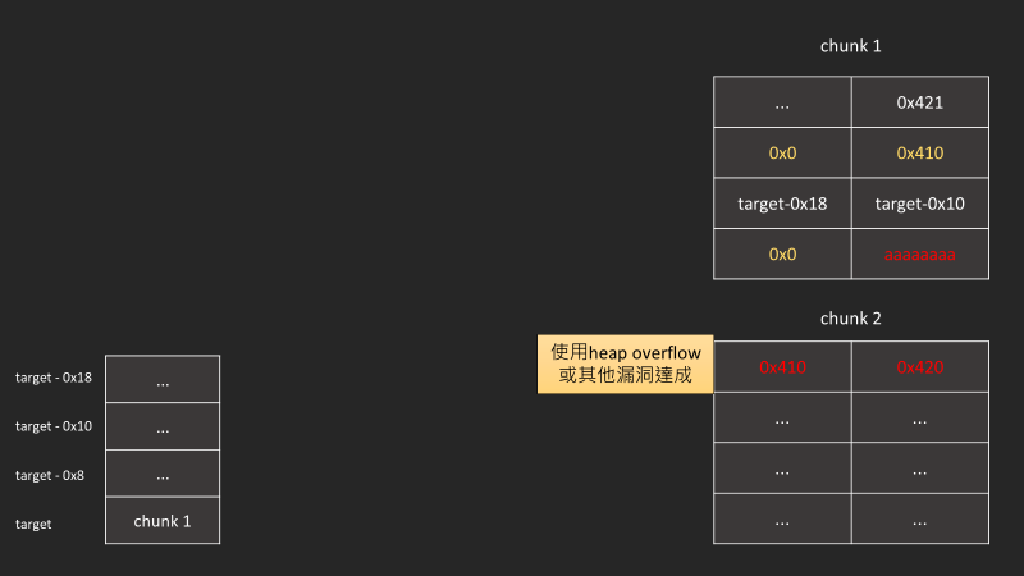 chunk 1
... 0x421
0x0 0x410
target-0x18 target-0x10
0x0 aaaaaaaa
chunk 2
使用heap overflow
或其他漏洞達成
0x410 0x420
... ...
... ...
... ...
target - 0x18 ...
target - 0x10 ...
target - 0x8 ...
target chunk 1